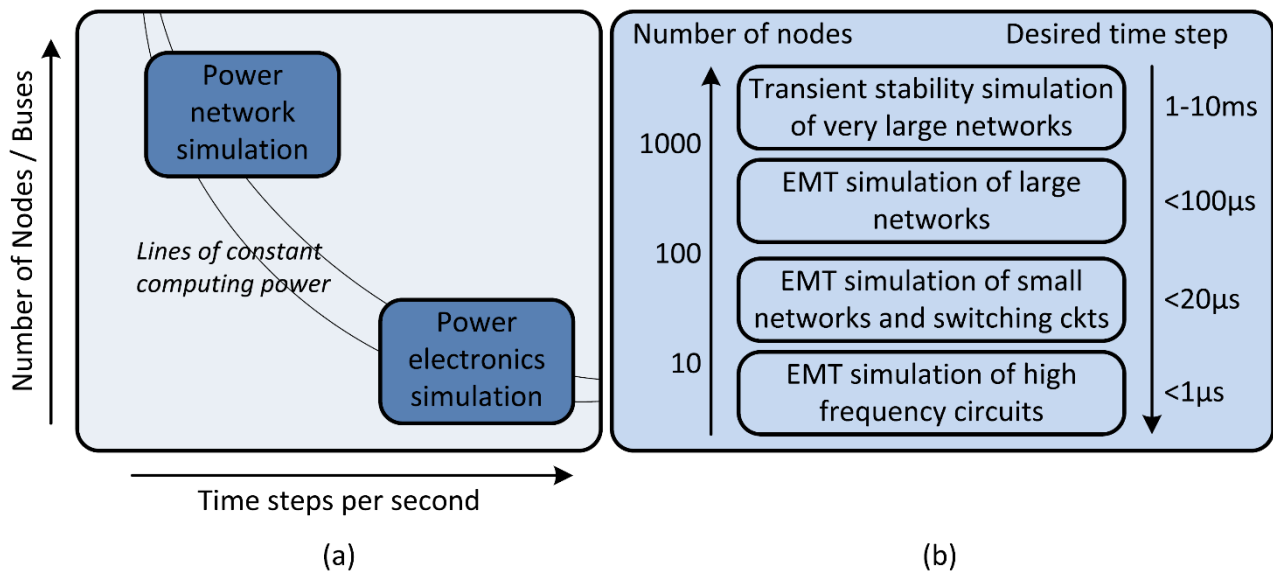 Number of Nodes / Buses
Power
network
simulation
Lines of constant
computing power
Power
electronics
simulation
Time steps per second
(a)
Number of nodes
Desired time step
1000
100
10
Transient stability simulation
of very large networks
EMT simulation of large
networks
EMT simulation of small
networks and switching ckts
EMT simulation of high
frequency circuits
1-10ms
<100µs
<20µs
<1µs
(b)